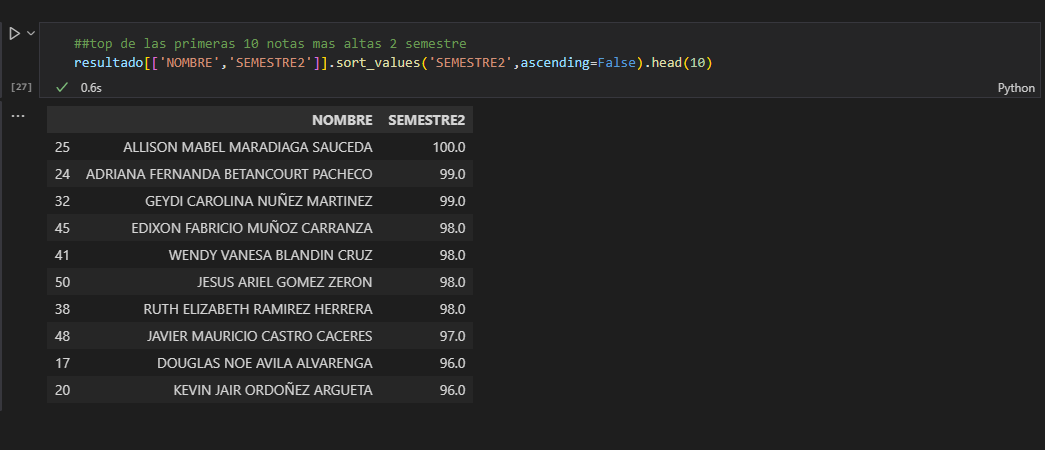 ##top de las primeras 10 notas mas altas 2 semestre
resultado[['NOMBRE','SEMESTRE2']].sort_values('SEMESTRE2',ascending=False).head(10)
[27] 0.6s Python
NOMBRE SEMESTRE2
25 ALLISON MABEL MARADIAGA SAUCEDA 100.0
24 ADRIANA FERNANDA BETANCOURT PACHECO 99.0
32 GEYDI CAROLINA NUÑEZ MARTINEZ 99.0
45 EDIXON FABRICIO MUÑOZ CARRANZA 98.0
41 WENDY VANESA BLANDIN CRUZ 98.0
50 JESUS ARIEL GOMEZ ZERON 98.0
38 RUTH ELIZABETH RAMIREZ HERRERA 98.0
48 JAVIER MAURICIO CASTRO CACERES 97.0
17 DOUGLAS NOE AVILA ALVARENGA 96.0
20 KEVIN JAIR ORDOÑEZ ARGUETA 96.0